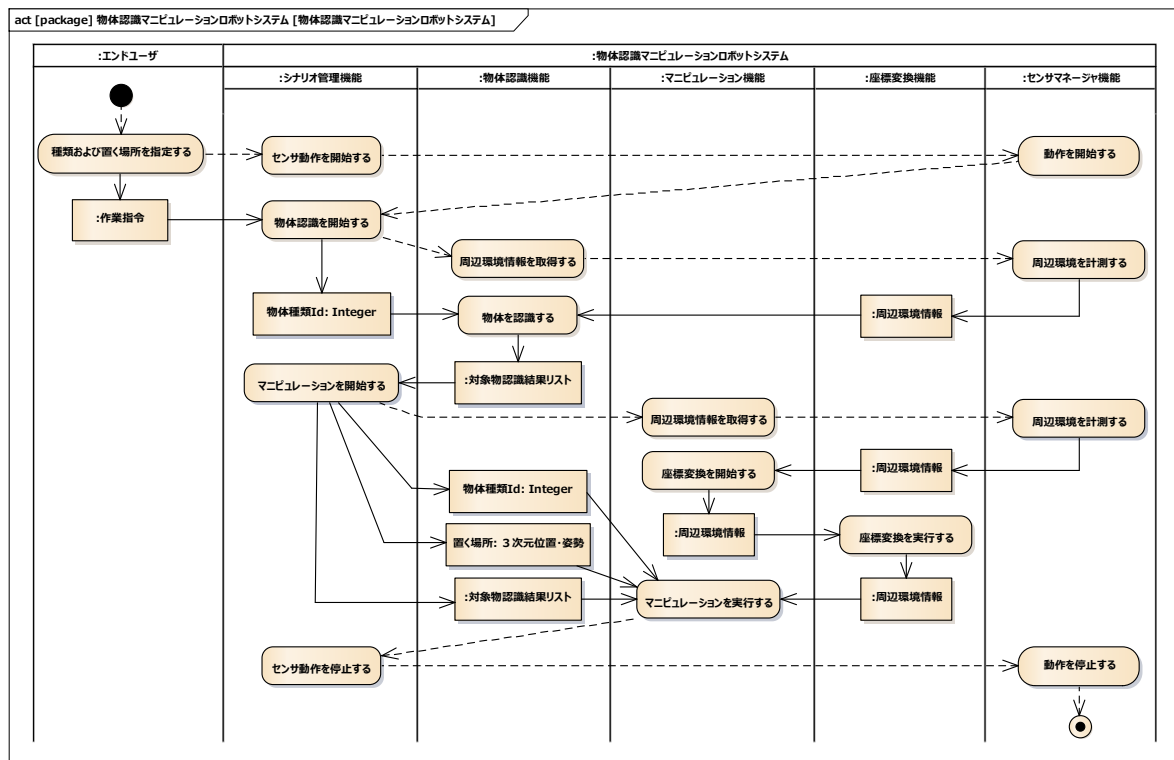 act [package] 物体認識マニピュレーションロボットシステム [物体認識マニピュレーションロボットシステム]
:エンドユーザ
:物体認識マニピュレーションロボットシステム
:シナリオ管理機能
:物体認識機能
:マニピュレーション機能
:座標変換機能
:センサマネージャ機能
種類および置く場所を指定する
センサ動作を開始する
動作を開始する
:作業指令
物体認識を開始する
周辺環境情報を取得する
周辺環境を計測する
物体種類Id: Integer
物体を認識する
:周辺環境情報
マニピュレーションを開始する
:対象物認識結果リスト
周辺環境情報を取得する
周辺環境を計測する
座標変換を開始する
:周辺環境情報
物体種類Id: Integer
:周辺環境情報
座標変換を実行する
置く場所: 3次元位置・姿勢
:対象物認識結果リスト
マニピュレーションを実行する
:周辺環境情報
センサ動作を停止する
動作を停止する